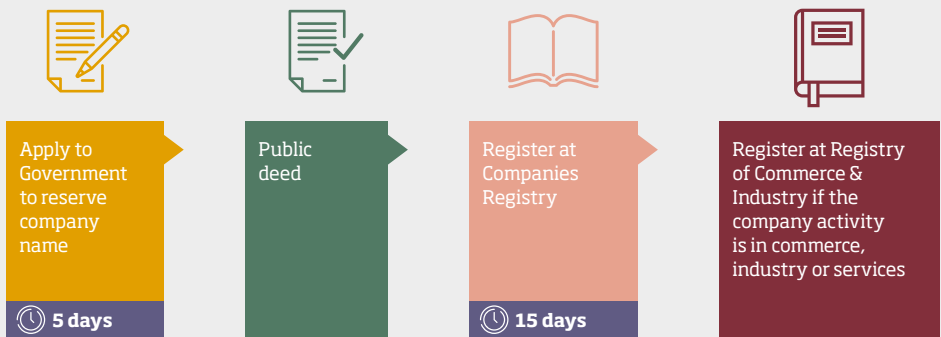 Apply to
Government
to reserve
company
name
5 days
Public
deed
Register at
Companies
Registry
15 days
Register at Registry
of Commerce &
Industry if the
company activity
is in commerce,
industry or services